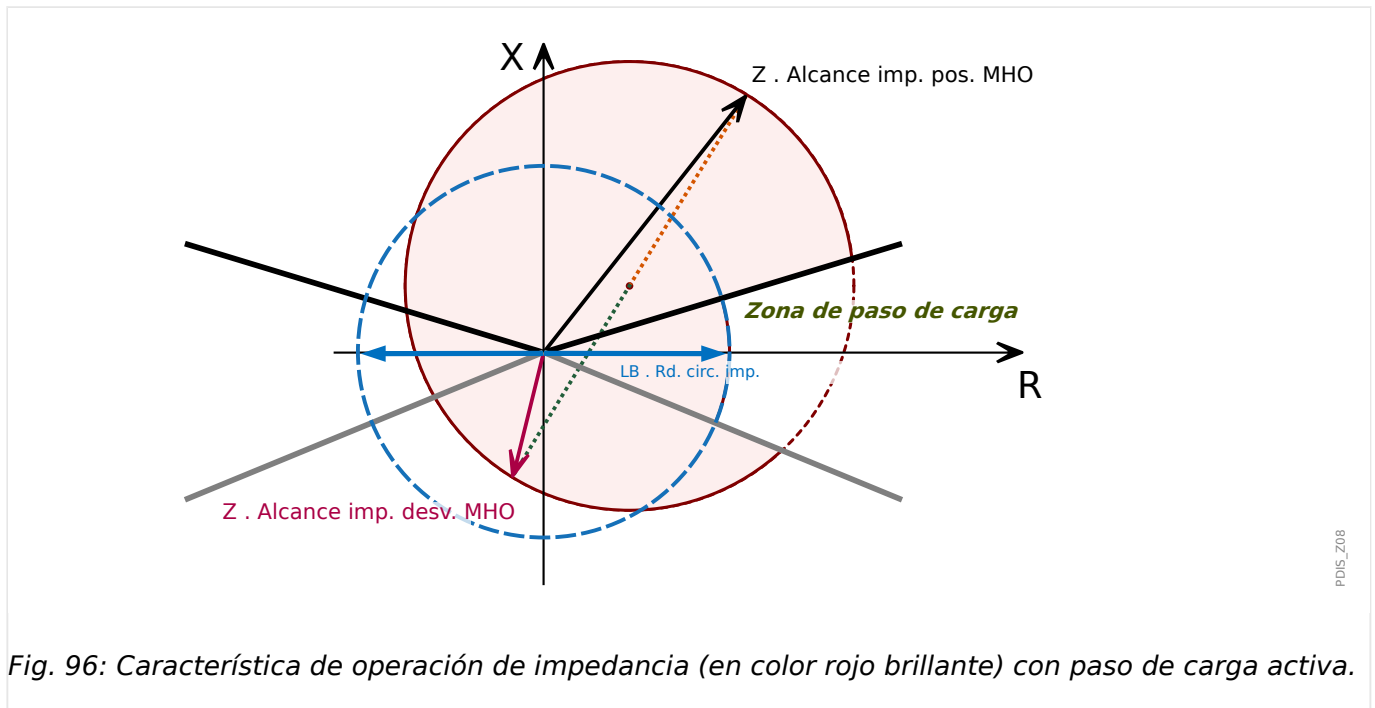 X
Z . Alcance imp. pos. MHO
Zona de paso de carga
LB . Rd. circ. imp.
R
Z . Alcance imp. desv. MHO
PDIS_Z08
Fig. 96: Característica de operación de impedancia (en color rojo brillante) con paso de carga activa.